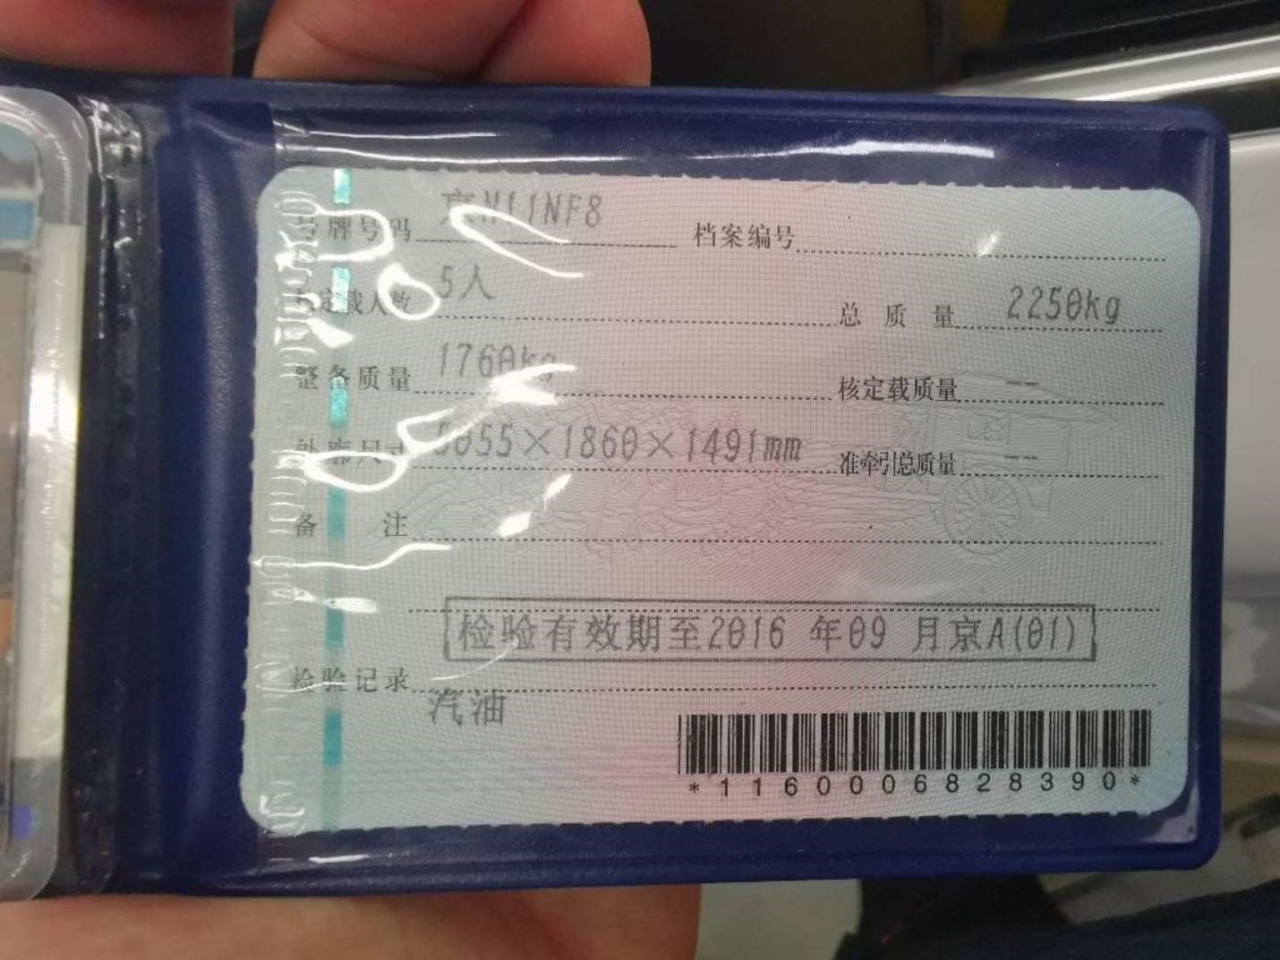 号牌号码 京N11NF8 档案编号
核定载人数 5人 总质量 2250kg
整备质量 1760kg 核定载质量 --
外廓尺寸 5055×1860×1491mm 准牵引总质量 --
备注
检验有效期至2016 年09 月京A(01)
检验记录
汽油
*1160006828390*